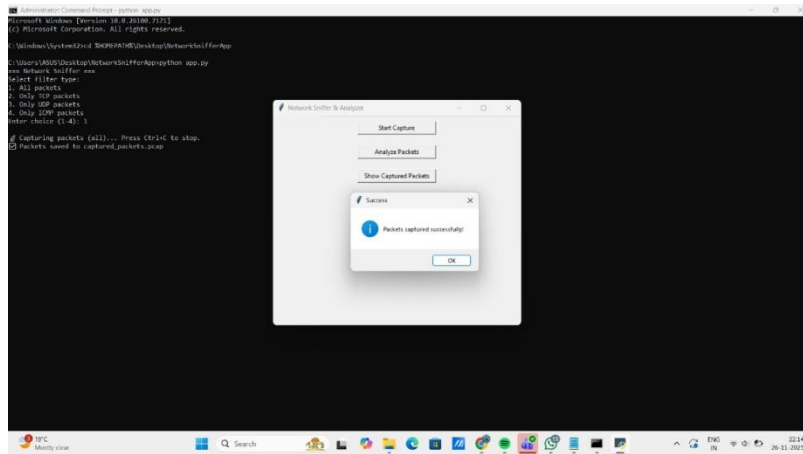 Administrator: Command Prompt - python app.py
Microsoft Windows [Version 10.0.26100.7171]
(c) Microsoft Corporation. All rights reserved.
C:\Windows\System32>cd %HOMEPATH%\Desktop\NetworkSnifferApp
C:\Users\ASUS\Desktop\NetworkSnifferApp>python app.py
=== Network Sniffer ===
Select filter type:
1. All packets
2. Only TCP packets
3. Only UDP packets
4. Only ICMP packets
Enter choice (1-4): 1
Capturing packets (all)... Press Ctrl+C to stop.
Packets saved to captured_packets.pcap
Network Sniffer & Analyzer
Start Capture
Analyze Packets
Show Captured Packets
Success
Packets captured successfully!
OK
19°C
Mostly clear
Search
ENG
IN
22:14
26-11-2025